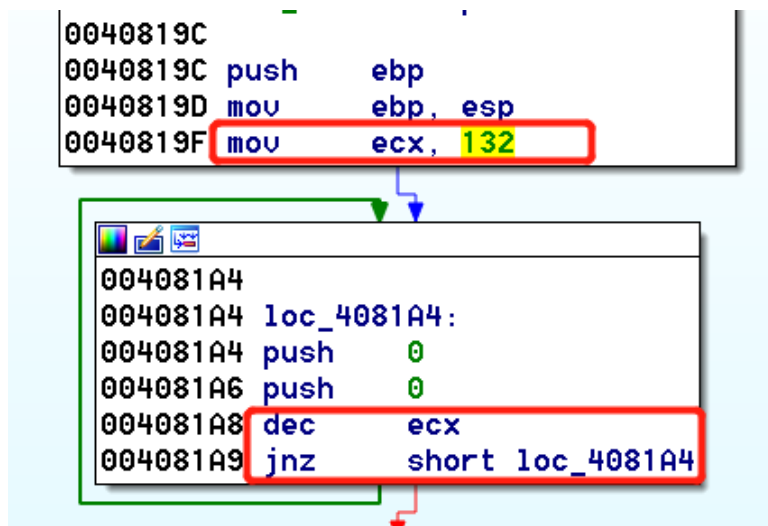 0040819C
0040819C push ebp
0040819D mov ebp, esp
0040819F mov ecx, 132
004081A4
004081A4 loc_4081A4:
004081A4 push 0
004081A6 push 0
004081A8 dec ecx
004081A9 jnz short loc_4081A4